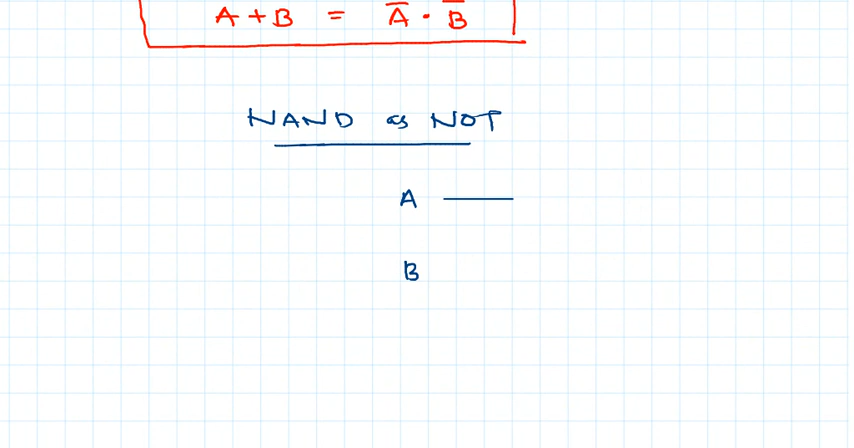 A + B = A̅ · B̅
NAND as NOT
A
B